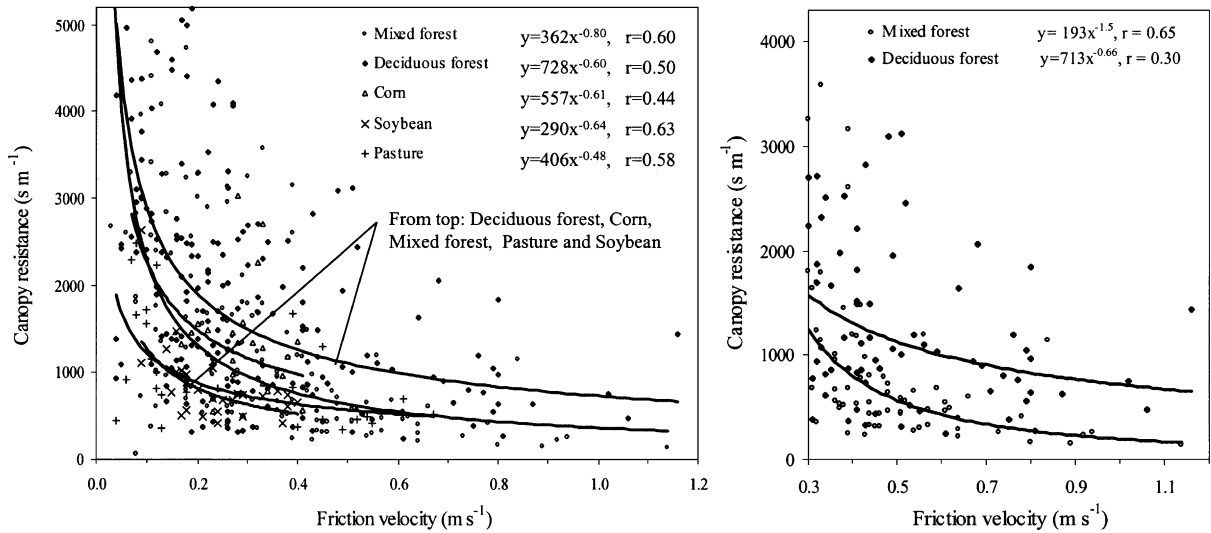 5000
4000
3000
2000
1000
0
Canopy resistance (s m -1)
0.0 0.2 0.4 0.6 0.8 1.0 1.2
Friction velocity (m s-1)
Mixed forest y=362x-0.80, r=0.60
Deciduous forest y=728x-0.60, r=0.50
Corn y=557x-0.61, r=0.44
Soybean y=290x-0.64, r=0.63
Pasture y=406x-0.48, r=0.58
From top: Deciduous forest, Corn,
Mixed forest, Pasture and Soybean
4000
3000
2000
1000
0
Canopy resistance (s m-1)
0.3 0.5 0.7 0.9 1.1
Friction velocity (m s-1)
Mixed forest y= 193x-1.5, r = 0.65
Deciduous forest y=713x-0.66, r = 0.30